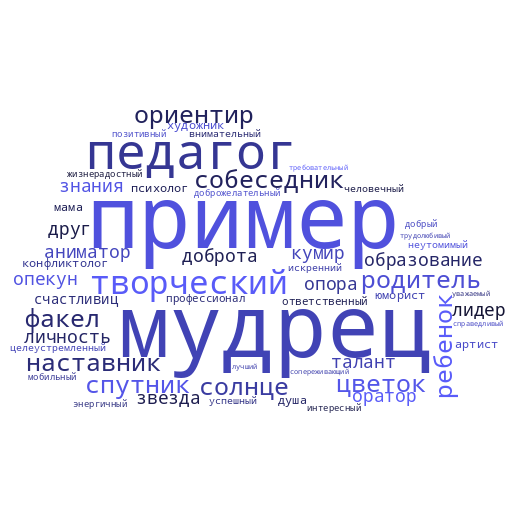 ориентир
художник
позитивный внимательный
педагог
требовательный
жизнерадостный
знания психолог собеседник человечный
доброжелательный
мама
пример
друг
добрый
трудолюбивый
неутомимый
аниматор доброта кумир
конфликтолог
искренний
образование
опекун творческий опора родитель
счастливиц профессионал ответственный юморист уважаемый
факел
мудрец
лидер
справедливый
личность
целеустремленный
артист
наставник
лучший
талант
сопереживающий
мобильный
спутник солнце цветок
ребенок
звезда
оратор
энергичный
успешный
душа
интересный